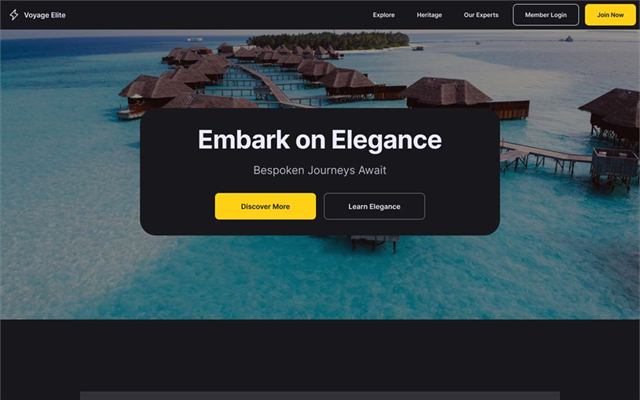 Voyage Elite
Explore
Heritage
Our Experts
Member Login
Join Now
Embark on Elegance
Bespoken Journeys Await
Discover More
Learn Elegance